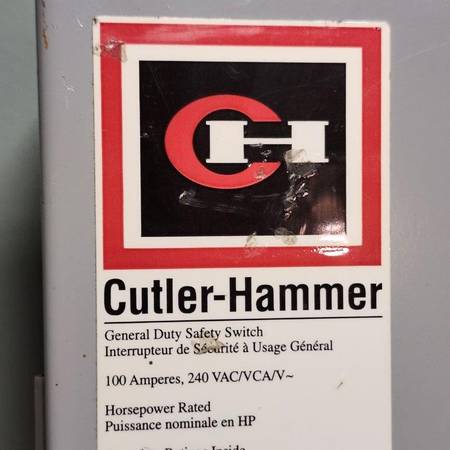 CH
Cutler-Hammer
General Duty Safety Switch
Interrupteur de Sécurité à Usage Général
100 Amperes, 240 VAC/VCA/V~
Horsepower Rated
Puissance nominale en HP
Inside